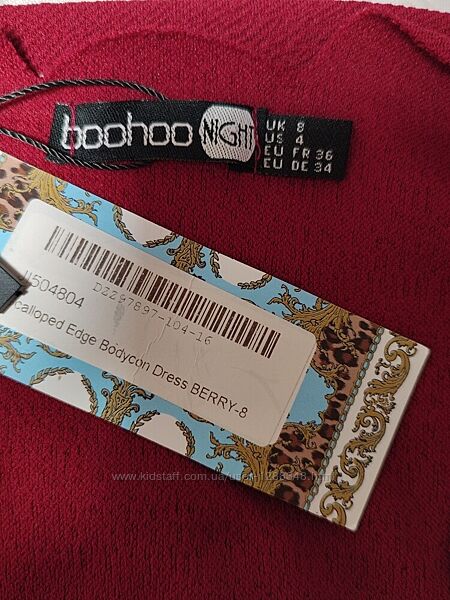 boohoo NIGHT
UK 8
US 4
EU FR 36
EU DE 34
DZZ97897-104-16
504804
calloped Edge Bodycon Dress BERRY-8